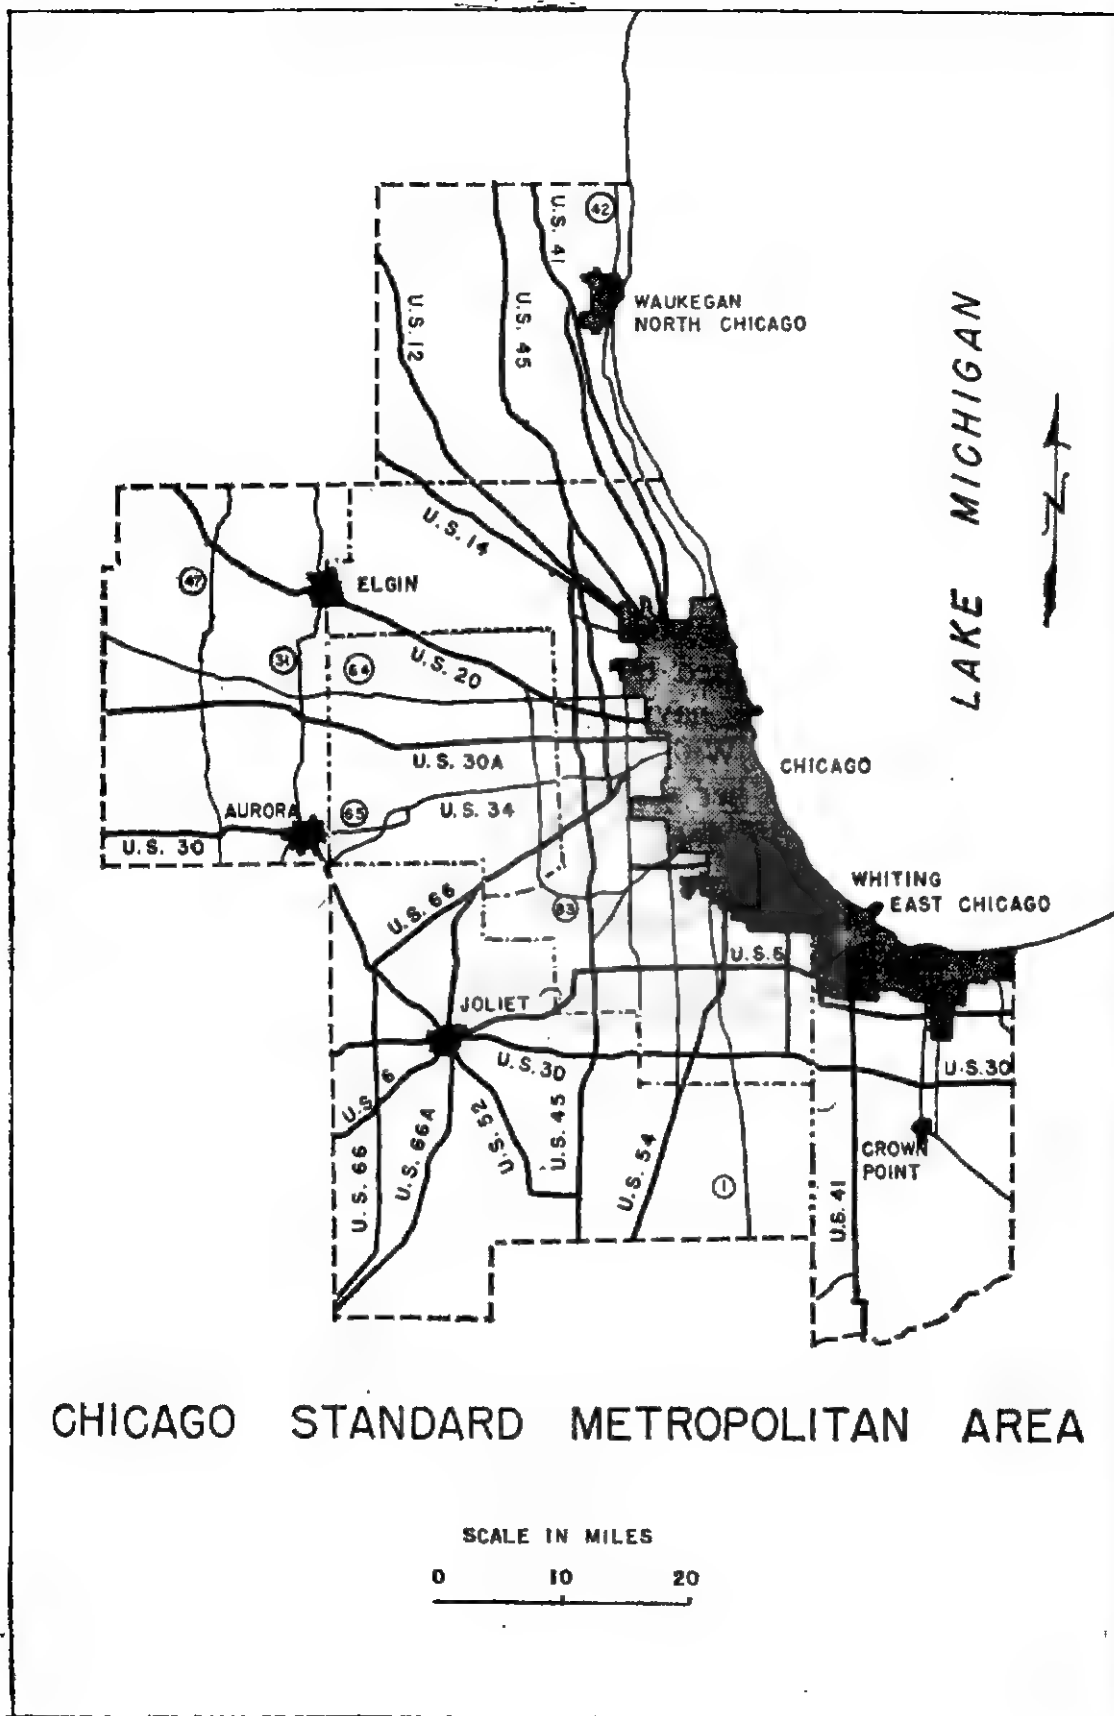 U.S. 41
42
U.S. 12
U.S. 45
WAUKEGAN
NORTH CHICAGO
LAKE MICHIGAN
U.S. 14
47
ELGIN
31
64
U.S. 20
U.S. 30A
CHICAGO
AURORA
65
U.S. 34
U.S. 30
U.S. 66
83
WHITING
EAST CHICAGO
U.S.6
JOLIET
U.S.30
U.S.30
U.S. 6
U.S. 66
U.S. 66A
U.S. 52
U.S. 45
U.S. 54
1
CROWN
POINT
U.S.41
CHICAGO STANDARD METROPOLITAN AREA
SCALE IN MILES
0 10 20